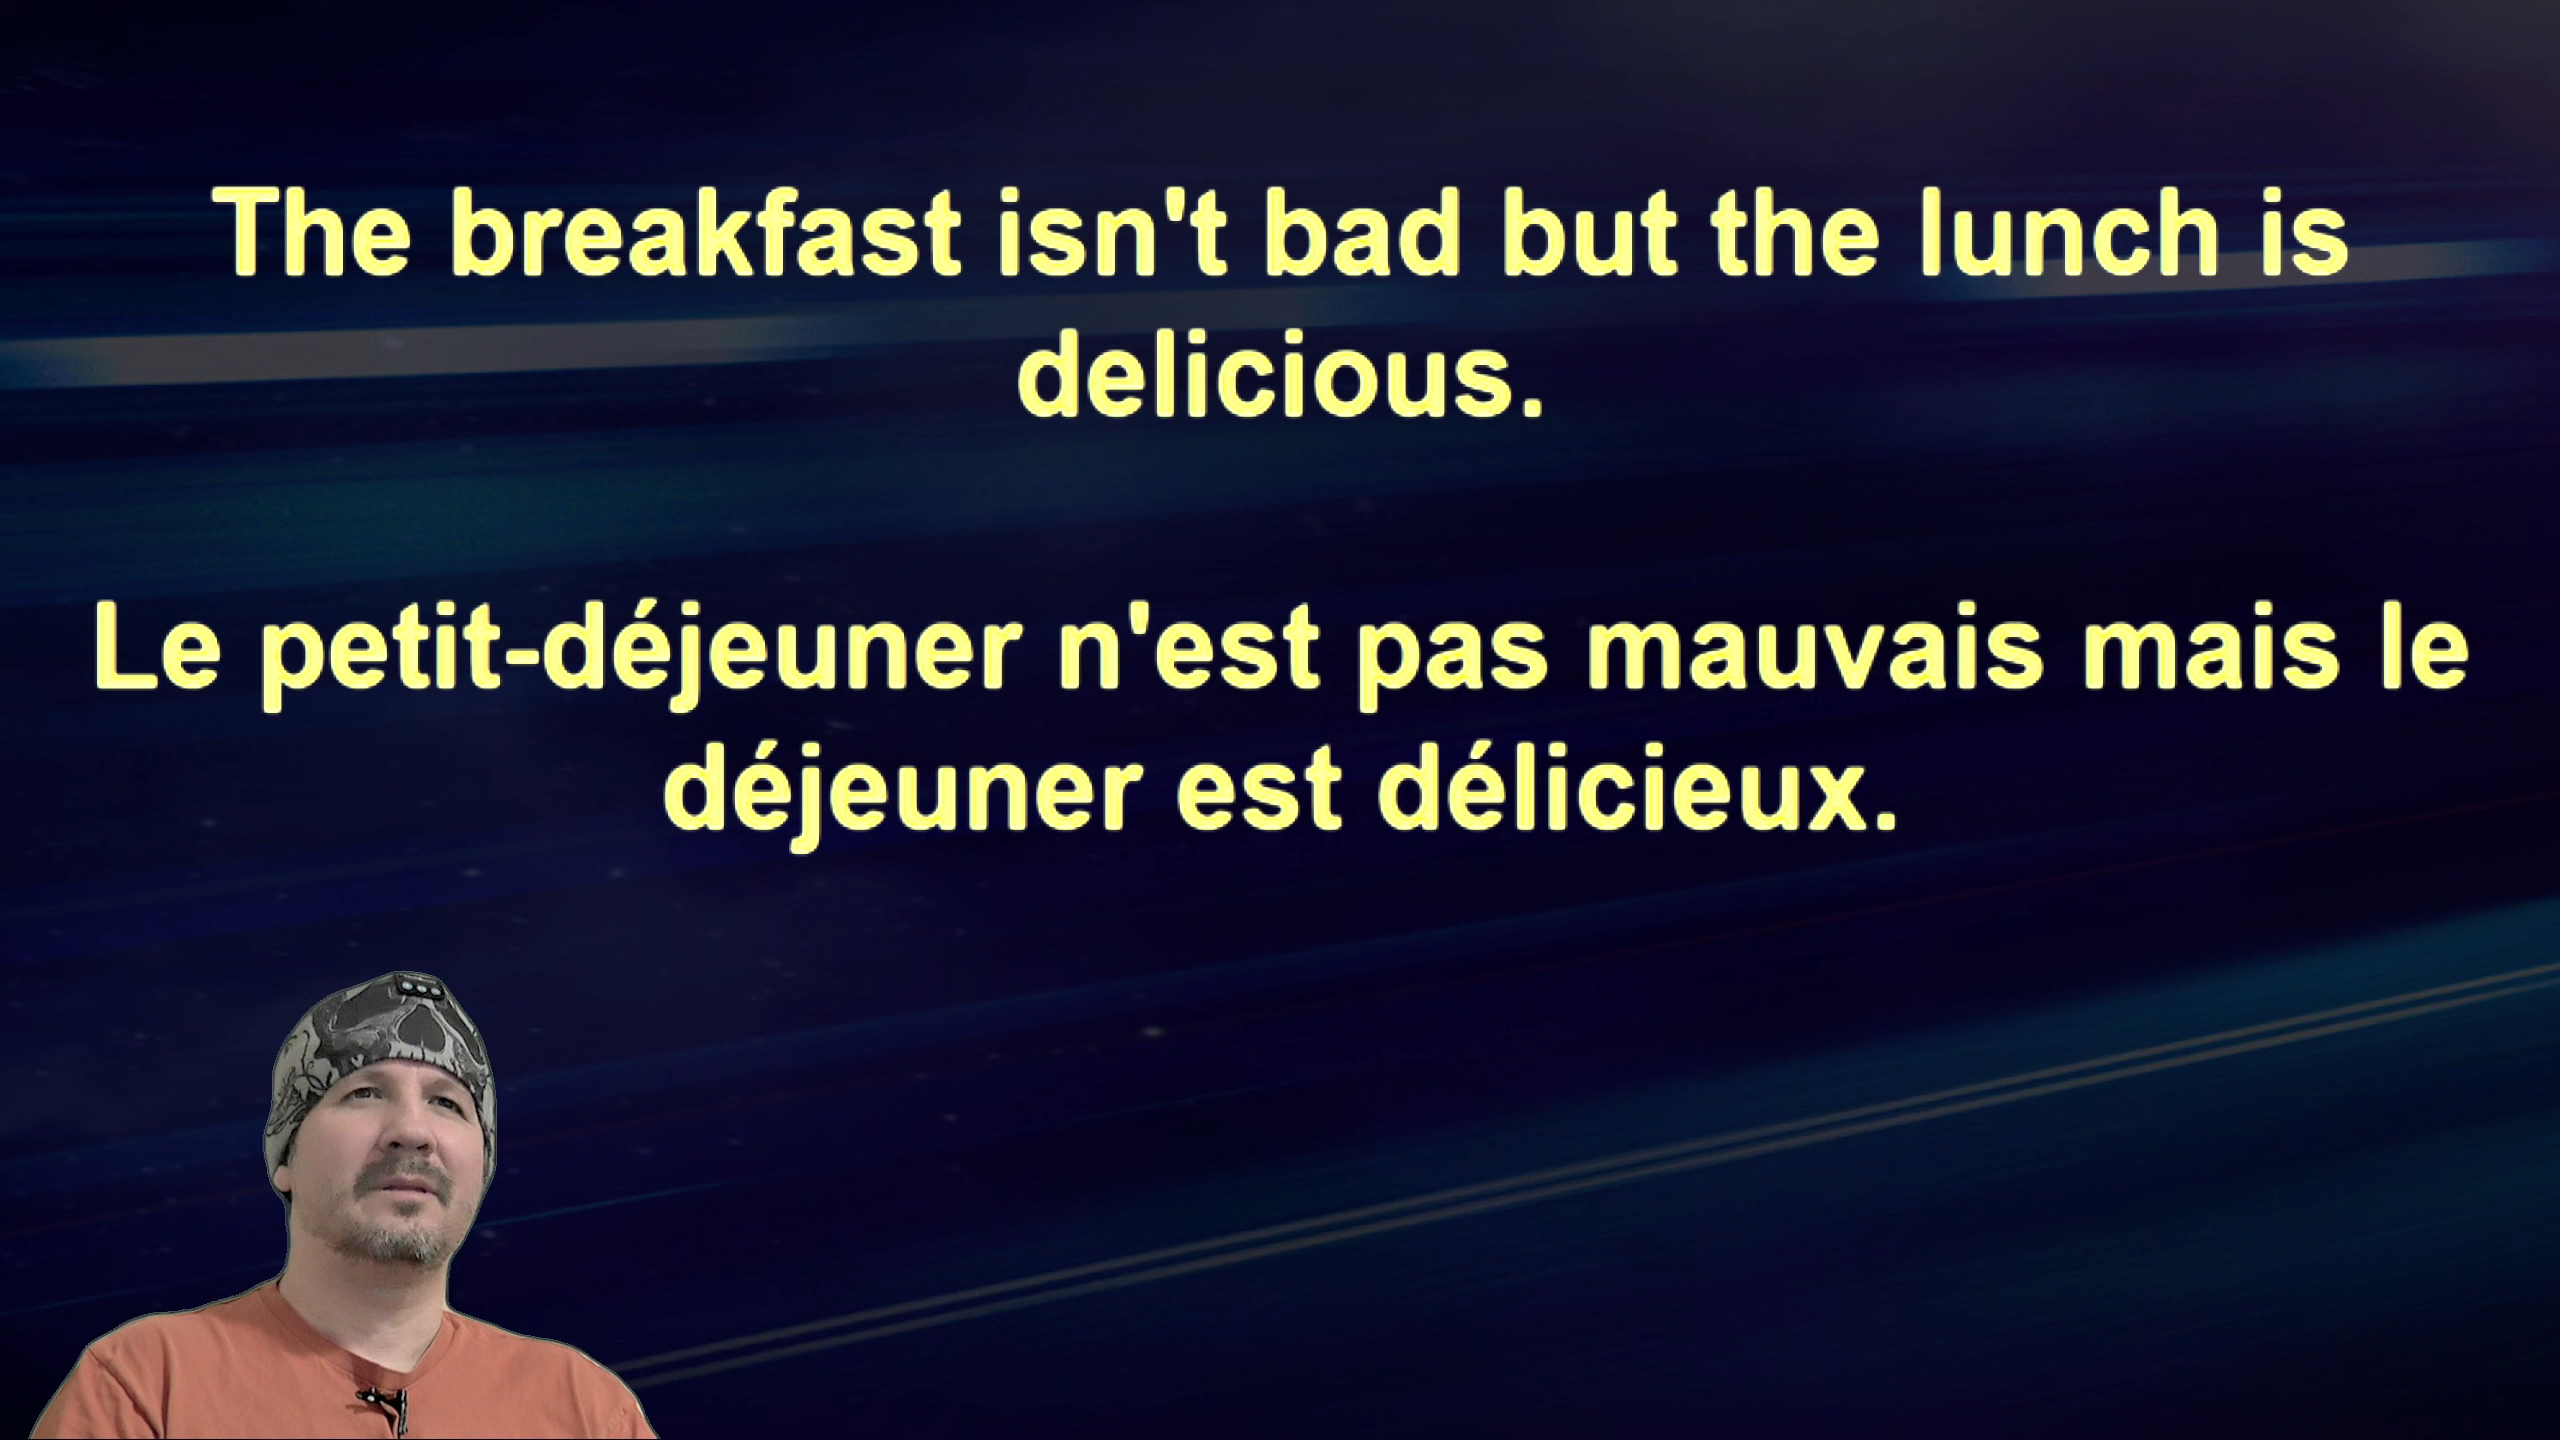 The breakfast isn't bad but the lunch is
delicious.
Le petit-déjeuner n'est pas mauvais mais le
déjeuner est délicieux.